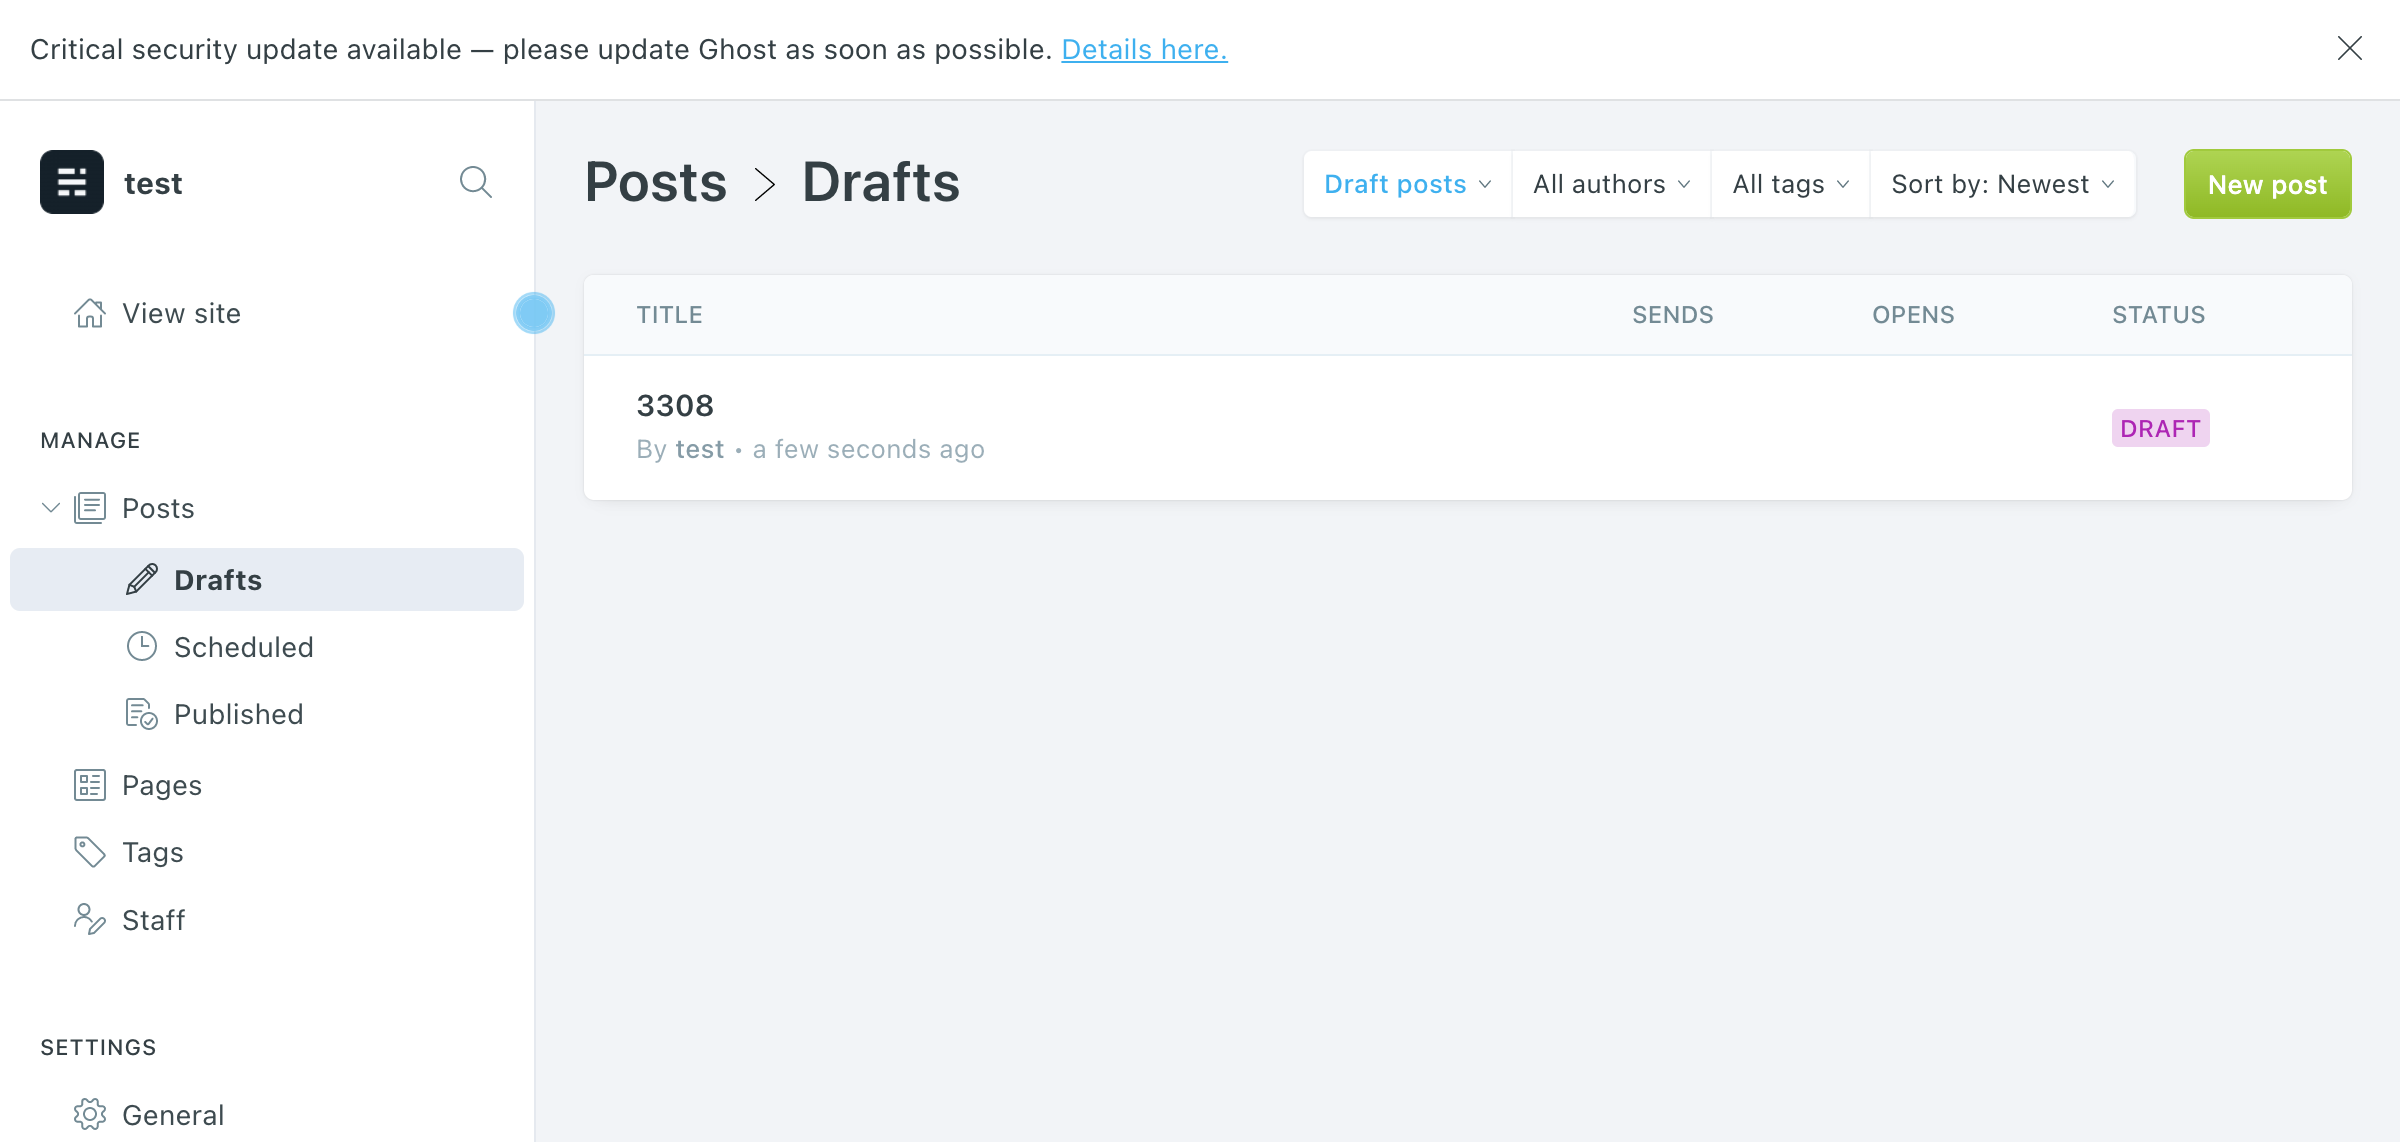 Critical security update available — please update Ghost as soon as possible. Details here.
test
View site
MANAGE
Posts
Drafts
Scheduled
Published
Pages
Tags
Staff
SETTINGS
General
Posts > Drafts
Draft posts
All authors
All tags
Sort by: Newest
New post
TITLE SENDS OPENS STATUS
3308
By test • a few seconds ago
DRAFT